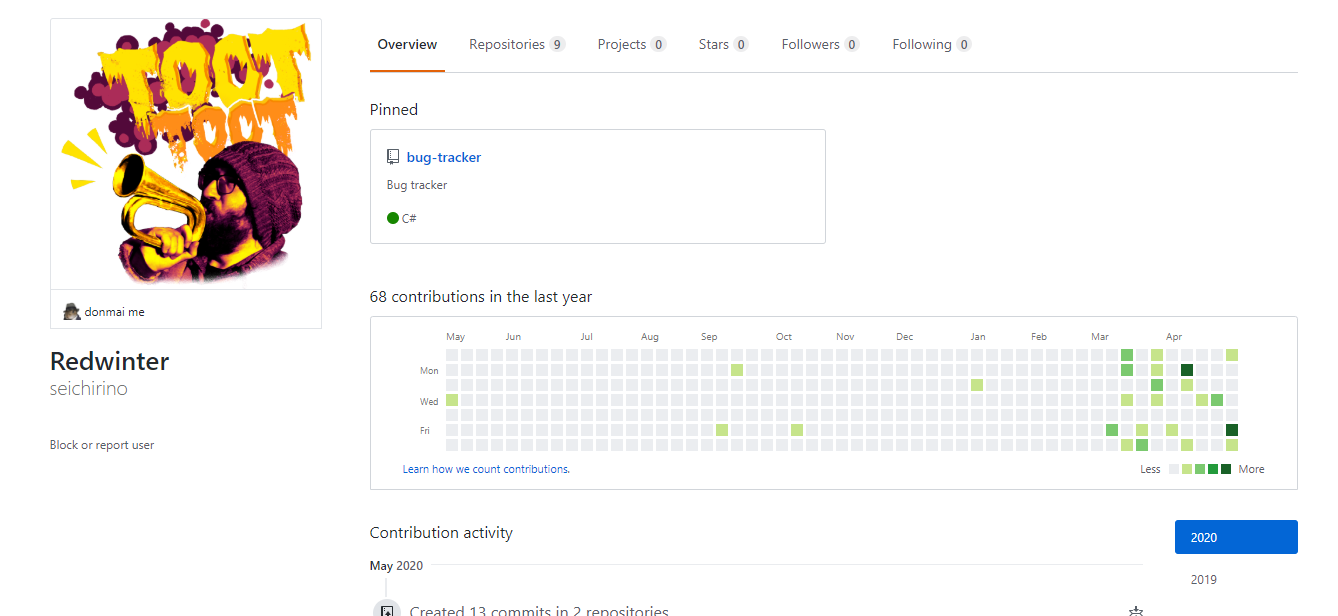 TOOT
TOOT
donmai me
Redwinter
seichirino
Block or report user
Overview Repositories 9 Projects 0 Stars 0 Followers 0 Following 0
Pinned
bug-tracker
Bug tracker
C#
68 contributions in the last year
May Jun Jul Aug Sep Oct Nov Dec Jan Feb Mar Apr
Mon
Wed
Fri
Learn how we count contributions. Less More
Contribution activity
2020
May 2020
2019
Created 13 commits in 2 repositories